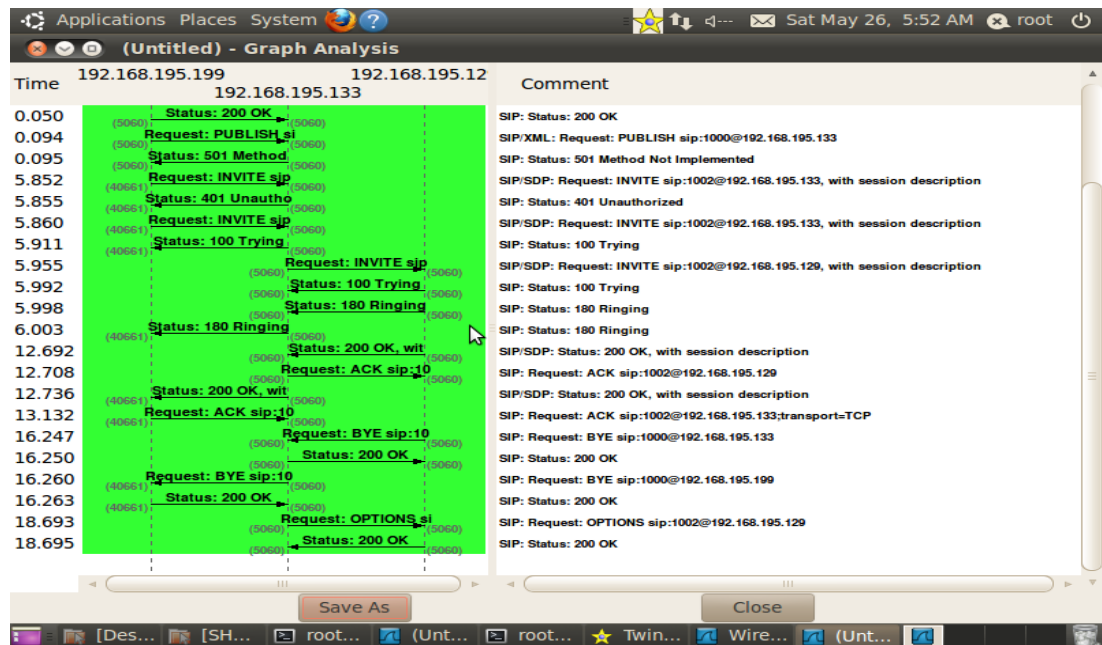 Applications Places System Sat May 26, 5:52 AM root
(Untitled) - Graph Analysis
Time 192.168.195.199 192.168.195.12 Comment
192.168.195.133
0.050 Status: 200 OK (5060) (5060) SIP: Status: 200 OK
0.094 Request: PUBLISH si (5060) (5060) SIP/XML: Request: PUBLISH sip:1000@192.168.195.133
0.095 Status: 501 Method (5060) (5060) SIP: Status: 501 Method Not Implemented
5.852 Request: INVITE sip (40661) (5060) SIP/SDP: Request: INVITE sip:1002@192.168.195.133, with session description
5.855 Status: 401 Unautho (40661) (5060) SIP: Status: 401 Unauthorized
5.860 Request: INVITE sip (40661) (5060) SIP/SDP: Request: INVITE sip:1002@192.168.195.133, with session description
5.911 Status: 100 Trying (40661) (5060) SIP: Status: 100 Trying
5.955 Request: INVITE sip (5060) (5060) SIP/SDP: Request: INVITE sip:1002@192.168.195.129, with session description
5.992 Status: 100 Trying (5060) (5060) SIP: Status: 100 Trying
5.998 Status: 180 Ringing (5060) (5060) SIP: Status: 180 Ringing
6.003 Status: 180 Ringing (40661) (5060) SIP: Status: 180 Ringing
12.692 Status: 200 OK, wit (5060) (5060) SIP/SDP: Status: 200 OK, with session description
12.708 Request: ACK sip:10 (5060) (5060) SIP: Request: ACK sip:1002@192.168.195.129
12.736 Status: 200 OK, wit (40661) (5060) SIP/SDP: Status: 200 OK, with session description
13.132 Request: ACK sip:10 (40661) (5060) SIP: Request: ACK sip:1002@192.168.195.133;transport=TCP
16.247 Request: BYE sip:10 (5060) (5060) SIP: Request: BYE sip:1000@192.168.195.133
16.250 Status: 200 OK (5060) (5060) SIP: Status: 200 OK
16.260 Request: BYE sip:10 (40661) (5060) SIP: Request: BYE sip:1000@192.168.195.199
16.263 Status: 200 OK (40661) (5060) SIP: Status: 200 OK
18.693 Request: OPTIONS si (5060) (5060) SIP: Request: OPTIONS sip:1002@192.168.195.129
18.695 Status: 200 OK (5060) (5060) SIP: Status: 200 OK
Save As Close
[Des... [SH... root... (Unt... root... Twin... Wire... (Unt...